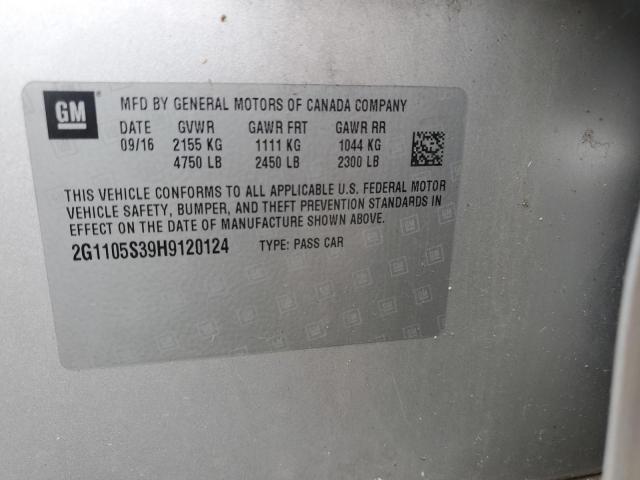 GM
MFD BY GENERAL MOTORS OF CANADA COMPANY
DATE GVWR GAWR FRT GAWR RR
09/16 2155 KG 1111 KG 1044 KG
4750 LB 2450 LB 2300 LB
THIS VEHICLE CONFORMS TO ALL APPLICABLE U.S. FEDERAL MOTOR
VEHICLE SAFETY, BUMPER, AND THEFT PREVENTION STANDARDS IN
EFFECT ON THE DATE OF MANUFACTURE SHOWN ABOVE.
2G1105S39H9120124 TYPE: PASS CAR